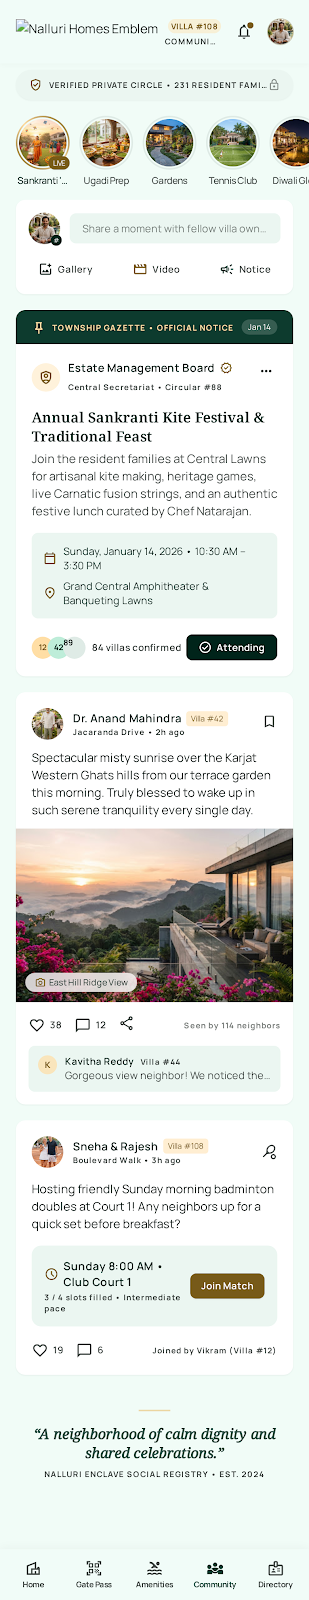 Nalluri Homes Emblem
VILLA #108
COMMUNI...
VERIFIED PRIVATE CIRCLE • 231 RESIDENT FAMI...
LIVE
Sankranti '...
Ugadi Prep
Gardens
Tennis Club
Diwali Gl
Share a moment with fellow villa own...
Gallery
Video
Notice
TOWNSHIP GAZETTE • OFFICIAL NOTICE
Jan 14
Estate Management Board
Central Secretariat • Circular #88
Annual Sankranti Kite Festival &
Traditional Feast
Join the resident families at Central Lawns
for artisanal kite making, heritage games,
live Carnatic fusion strings, and an authentic
festive lunch curated by Chef Natarajan.
Sunday, January 14, 2026 • 10:30 AM –
3:30 PM
Grand Central Amphitheater &
Banqueting Lawns
12
42
89
84 villas confirmed
Attending
Dr. Anand Mahindra
Villa #42
Jacaranda Drive • 2h ago
Spectacular misty sunrise over the Karjat
Western Ghats hills from our terrace garden
this morning. Truly blessed to wake up in
such serene tranquility every single day.
East Hill Ridge View
38
12
Seen by 114 neighbors
K
Kavitha Reddy
Villa #44
Gorgeous view neighbor! We noticed the...
Sneha & Rajesh
Villa #108
Boulevard Walk • 3h ago
Hosting friendly Sunday morning badminton
doubles at Court 1! Any neighbors up for a
quick set before breakfast?
Sunday 8:00 AM •
Club Court 1
3 / 4 slots filled • Intermediate
pace
Join Match
19
6
Joined by Vikram (Villa #12)
“A neighborhood of calm dignity and
shared celebrations.”
NALLURI ENCLAVE SOCIAL REGISTRY • EST. 2024
Home
Gate Pass
Amenities
Community
Directory